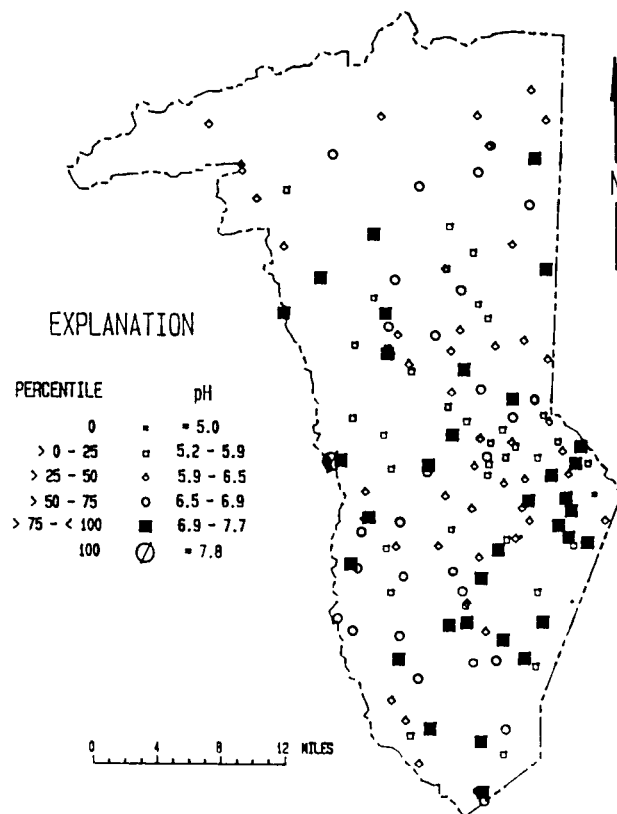 N
EXPLANATION
PERCENTILE pH
0 = 5.0
> 0 - 25 5.2 - 5.9
> 25 - 50 5.9 - 6.5
> 50 - 75 6.5 - 6.9
> 75 - < 100 6.9 - 7.7
100 = 7.8
0 4 8 12 MILES